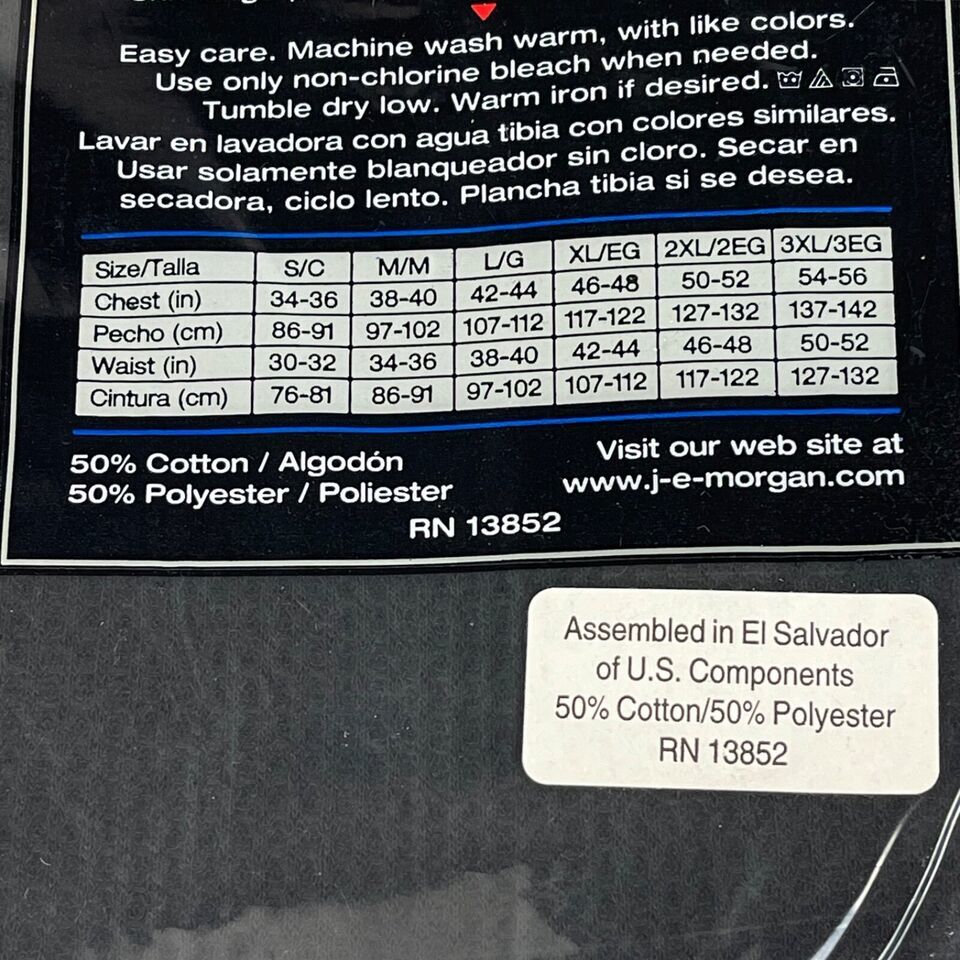 Easy care. Machine wash warm, with like colors.
Use only non-chlorine bleach when needed.
Tumble dry low. Warm iron if desired.
Lavar en lavadora con agua tibia con colores similares.
Usar solamente blanqueador sin cloro. Secar en
secadora, ciclo lento. Plancha tibia si se desea.
Size/Talla S/C M/M L/G XL/EG 2XL/2EG 3XL/3EG
Chest (in) 34-36 38-40 42-44 46-48 50-52 54-56
Pecho (cm) 86-91 97-102 107-112 117-122 127-132 137-142
Waist (in) 30-32 34-36 38-40 42-44 46-48 50-52
Cintura (cm) 76-81 86-91 97-102 107-112 117-122 127-132
50% Cotton / Algodón
50% Polyester / Poliester
Visit our web site at
www.j-e-morgan.com
RN 13852
Assembled in El Salvador
of U.S. Components
50% Cotton/50% Polyester
RN 13852